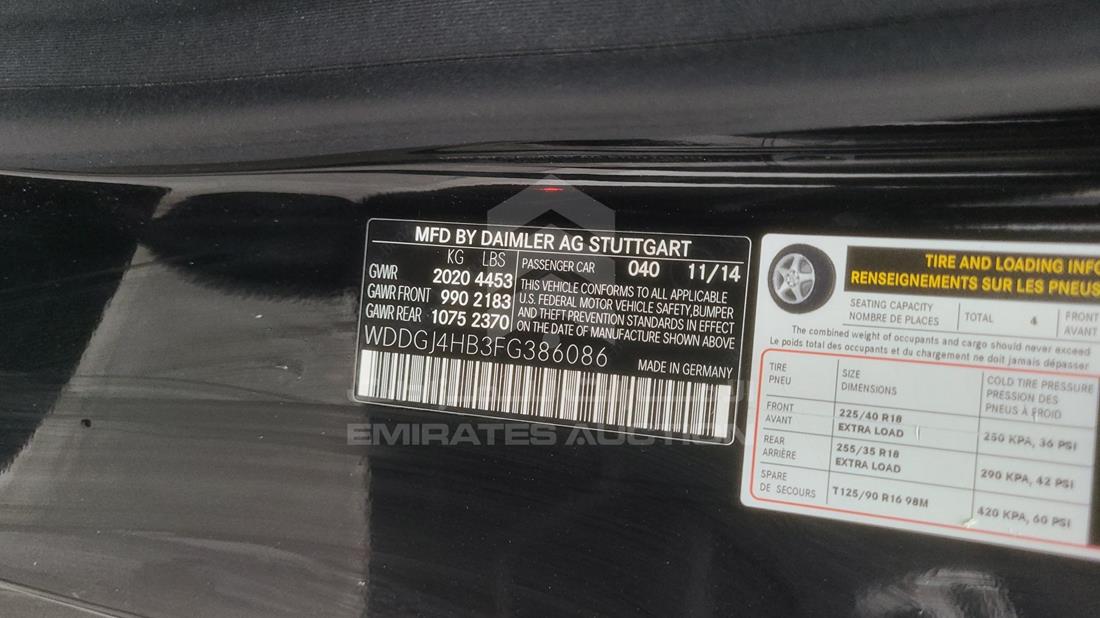 MFD BY DAIMLER AG STUTTGART
KG LBS
GVWR 2020 4453
GAWR FRONT 990 2183
GAWR REAR 1075 2370
PASSENGER CAR 040 11/14
THIS VEHICLE CONFORMS TO ALL APPLICABLE
U.S. FEDERAL MOTOR VEHICLE SAFETY,BUMPER
AND THEFT PREVENTION STANDARDS IN EFFECT
ON THE DATE OF MANUFACTURE SHOWN ABOVE
WDDGJ4HB3FG386086
MADE IN GERMANY
EMIRATES AUCTION
TIRE AND LOADING INFO
RENSEIGNEMENTS SUR LES PNEUS
SEATING CAPACITY
NOMBRE DE PLACES
TOTAL 4
FRONT
AVANT
The combined weight of occupants and cargo should never exceed
Le poids total des occupants et du chargement ne doit jamais dépasser
TIRE
PNEU
SIZE
DIMENSIONS
COLD TIRE PRESSURE
PRESSION DES
PNEUS À FROID
FRONT
AVANT
225/40 R18
EXTRA LOAD
250 KPA, 36 PSI
REAR
ARRIÈRE
255/35 R18
EXTRA LOAD
290 KPA, 42 PSI
SPARE
DE SECOURS
T125/90 R16 98M
420 KPA, 60 PSI